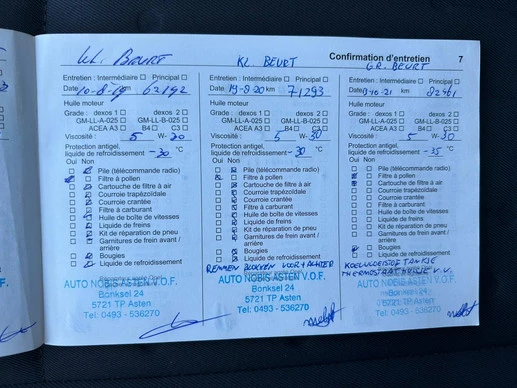 Confirmation d'entretien 7
KL. BEURT
Entretien : Intermédiaire Principal
Date 10-8-19 km 62192
Huile moteur
Grade : dexos 1 dexos 2
GM-LL-A-025 GM-LL-B-025
ACEA A3 B4 C3
Viscosité : 5 W- 30
Protection antigel,
liquide de refroidissement -30 °C
Oui Non
Pile (télécommande radio)
Filtre à pollen
Cartouche de filtre à air
Courroie trapézoïdale
Courroie crantée
Filtre à carburant
Huile de boîte de vitesses
Liquide de freins
Kit de réparation de pneu
Garnitures de frein avant /
arrière
Bougies
Liquide de refroidissement
AUTO NOBIS ASTEN V.O.F.
Bonksel 24
5721 TP Asten
Tel: 0493 - 536270
KL. BEURT
Entretien : Intermédiaire Principal
Date 19-8-20 km 71293
Huile moteur
Grade : dexos 1 dexos 2
GM-LL-A-025 GM-LL-B-025
ACEA A3 B4 C3
Viscosité : 5 W- 30
Protection antigel,
liquide de refroidissement -30 °C
Oui Non
Pile (télécommande radio)
Filtre à pollen
Cartouche de filtre à air
Courroie trapézoïdale
Courroie crantée
Filtre à carburant
Huile de boîte de vitesses
Liquide de freins
Kit de réparation de pneu
Garnitures de frein avant /
arrière
Bougies
Liquide de refroidissement
REMMEN BLOKKEN VOOR + ACHTER
AUTO NOBIS ASTEN V.O.F.
Bonksel 24
5721 TP Asten
Tel: 0493 - 536270
GR. BEURT
Entretien : Intermédiaire Principal
Date km 82461
Huile moteur
Grade : dexos 1 dexos 2
GM-LL-A-025 GM-LL-B-025
ACEA A3 B4 C3
Viscosité : 5 W- 30
Protection antigel,
liquide de refroidissement -35 °C
Oui Non
Pile (télécommande radio)
Filtre à pollen
Cartouche de filtre à air
Courroie trapézoïdale
Courroie crantée
Filtre à carburant
Huile de boîte de vitesses
Liquide de freins
Kit de réparation de pneu
Garnitures de frein avant /
arrière
Bougies
Liquide de refroidissement
KOELVLOEISTOF TANKJE
AUTO NOBIS ASTEN V.O.F.
Bonksel 24
5721 TP Asten
Tel: 0493 - 536270